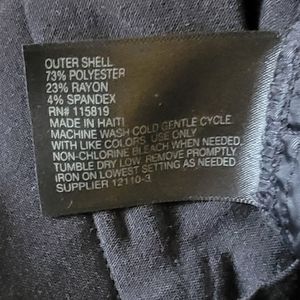 OUTER SHELL
73% POLYESTER
23% RAYON
4% SPANDEX
RN# 115819
MADE IN HAITI
MACHINE WASH COLD GENTLE CYCLE
WITH LIKE COLORS. USE ONLY
NON-CHLORINE BLEACH WHEN NEEDED.
TUMBLE DRY LOW. REMOVE PROMPTLY.
IRON ON LOWEST SETTING AS NEEDED
SUPPLIER 12110-3